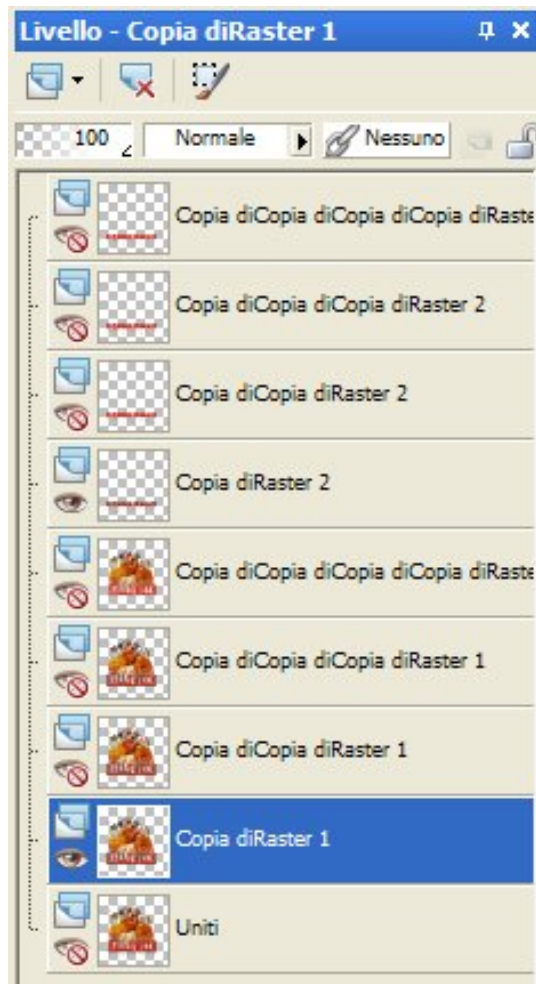 Livello - Copia diRaster 1
100 Normale Nessuno
Copia diCopia diCopia diCopia diRaste
Copia diCopia diCopia diRaster 2
Copia diCopia diRaster 2
Copia diRaster 2
Copia diCopia diCopia diCopia diRaste
Copia diCopia diCopia diRaster 1
Copia diCopia diRaster 1
Copia diRaster 1
Uniti